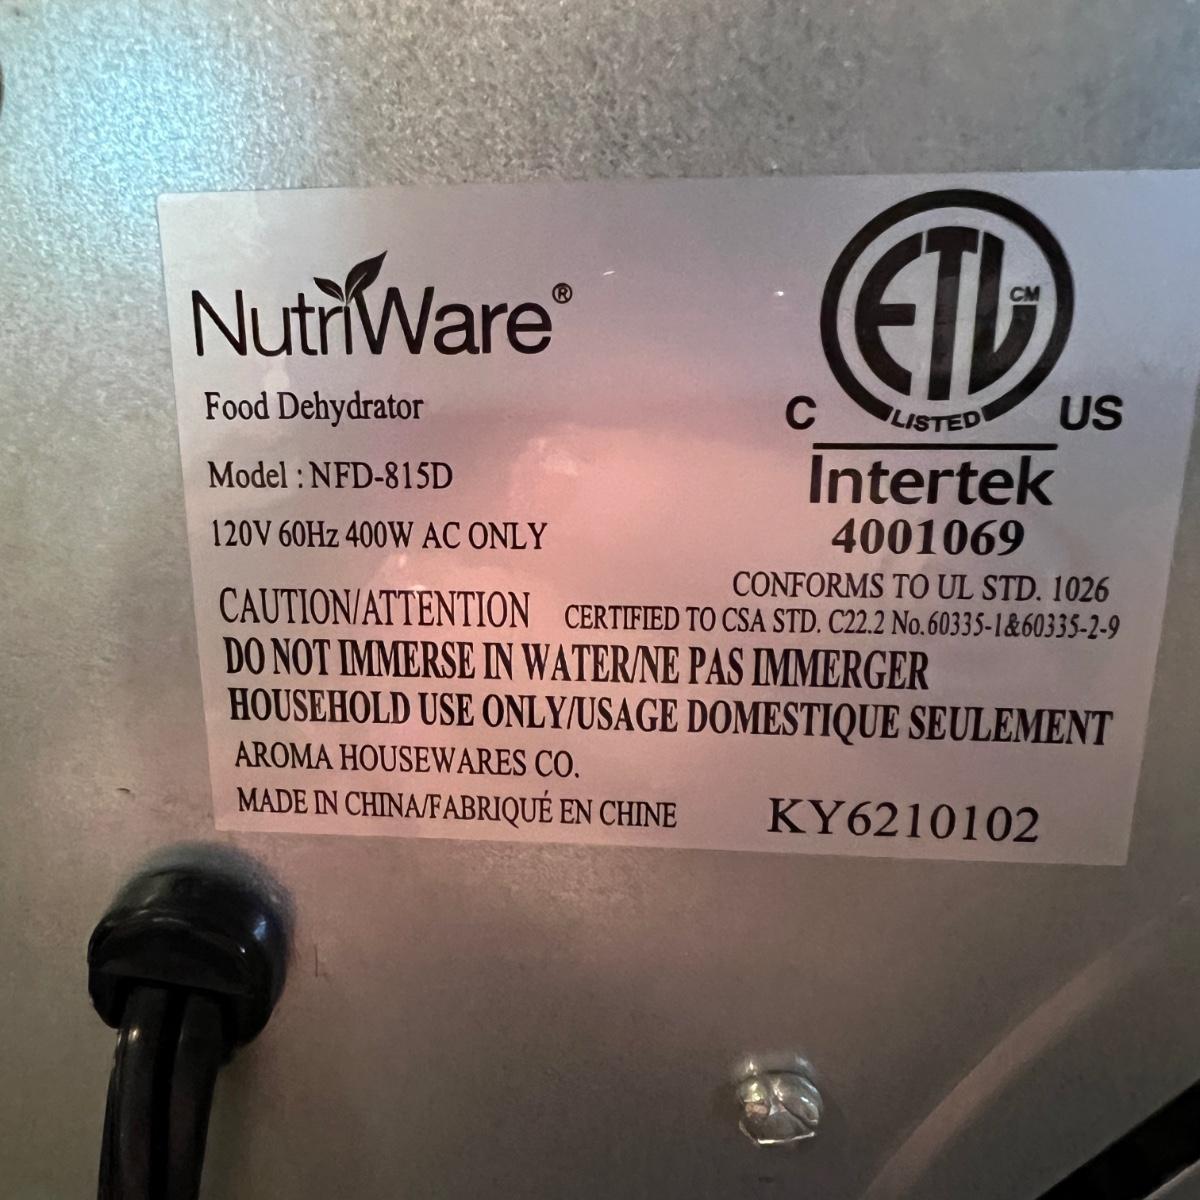 NutriWare®
Food Dehydrator
Model : NFD-815D
120V 60Hz 400W AC ONLY
ETL CM
LISTED
C US
Intertek
4001069
CONFORMS TO UL STD. 1026
CERTIFIED TO CSA STD. C22.2 No.60335-1&60335-2-9
CAUTION/ATTENTION
DO NOT IMMERSE IN WATER/NE PAS IMMERGER
HOUSEHOLD USE ONLY/USAGE DOMESTIQUE SEULEMENT
AROMA HOUSEWARES CO.
MADE IN CHINA/FABRIQUÉ EN CHINE
KY6210102